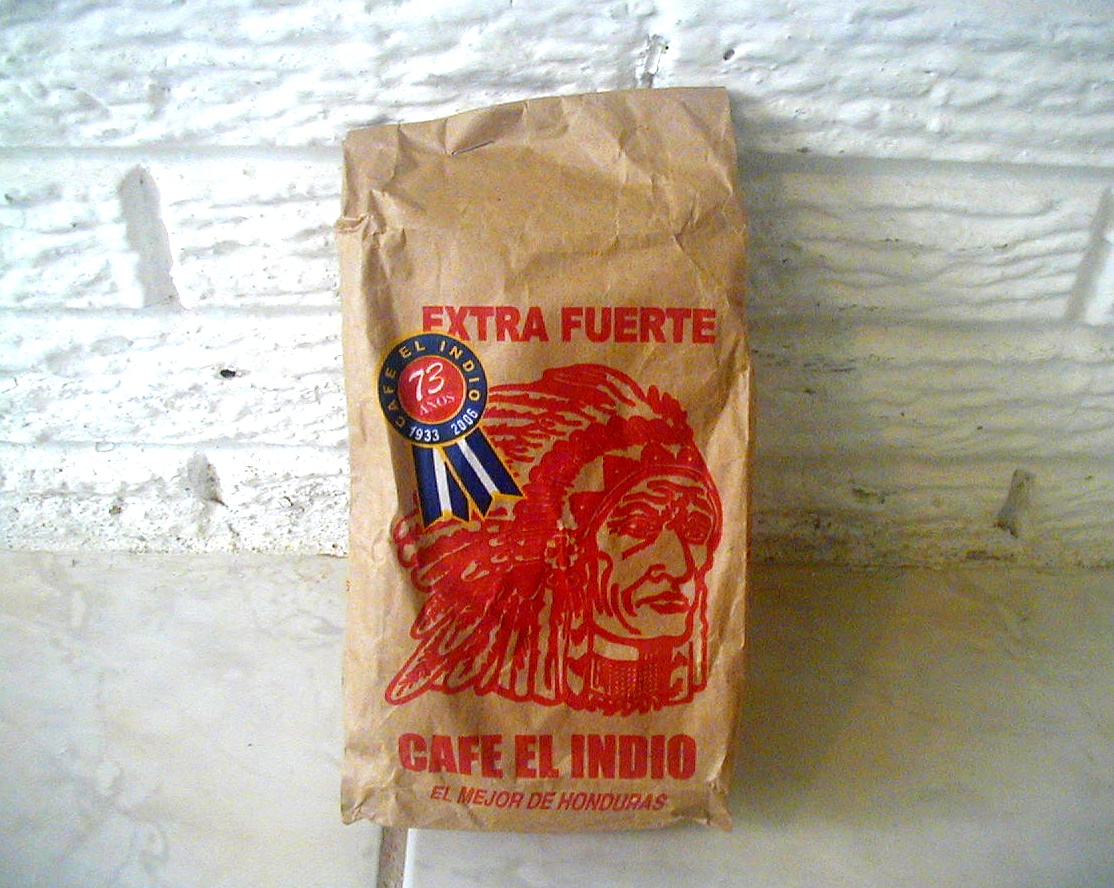 EXTRA FUERTE
CAFE EL INDIO
73
AÑOS
1933 2006
CAFE EL INDIO
EL MEJOR DE HONDURAS